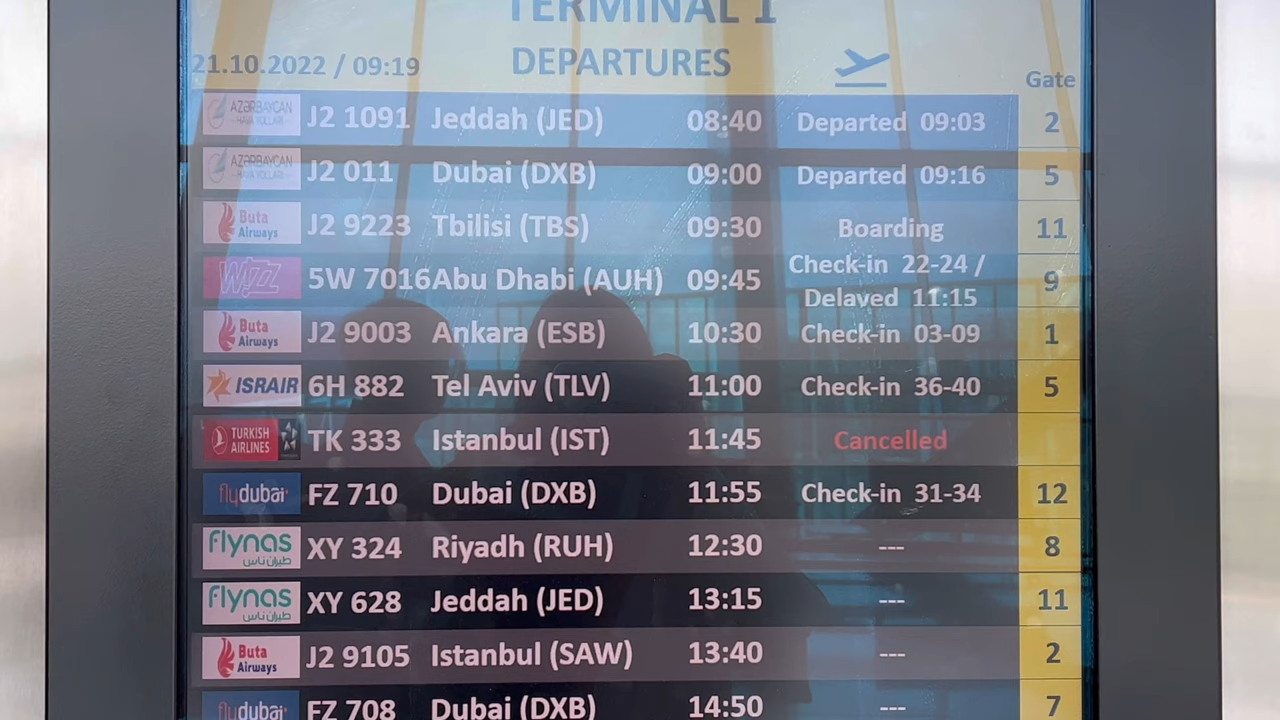 TERMINAL 1
DEPARTURES
21.10.2022 / 09:19
Gate
AZƏRBAYCAN HAVA YOLLARI J2 1091 Jeddah (JED) 08:40 Departed 09:03 2
AZƏRBAYCAN HAVA YOLLARI J2 011 Dubai (DXB) 09:00 Departed 09:16 5
Buta Airways J2 9223 Tbilisi (TBS) 09:30 Boarding 11
WIZZ 5W 7016 Abu Dhabi (AUH) 09:45 Check-in 22-24 / Delayed 11:15 9
Buta Airways J2 9003 Ankara (ESB) 10:30 Check-in 03-09 1
ISRAIR 6H 882 Tel Aviv (TLV) 11:00 Check-in 36-40 5
TURKISH AIRLINES TK 333 Istanbul (IST) 11:45 Cancelled
flydubai FZ 710 Dubai (DXB) 11:55 Check-in 31-34 12
flynas طيران ناس XY 324 Riyadh (RUH) 12:30 --- 8
flynas طيران ناس XY 628 Jeddah (JED) 13:15 --- 11
Buta Airways J2 9105 Istanbul (SAW) 13:40 --- 2
flydubai FZ 708 Dubai (DXB) 14:50 --- 7